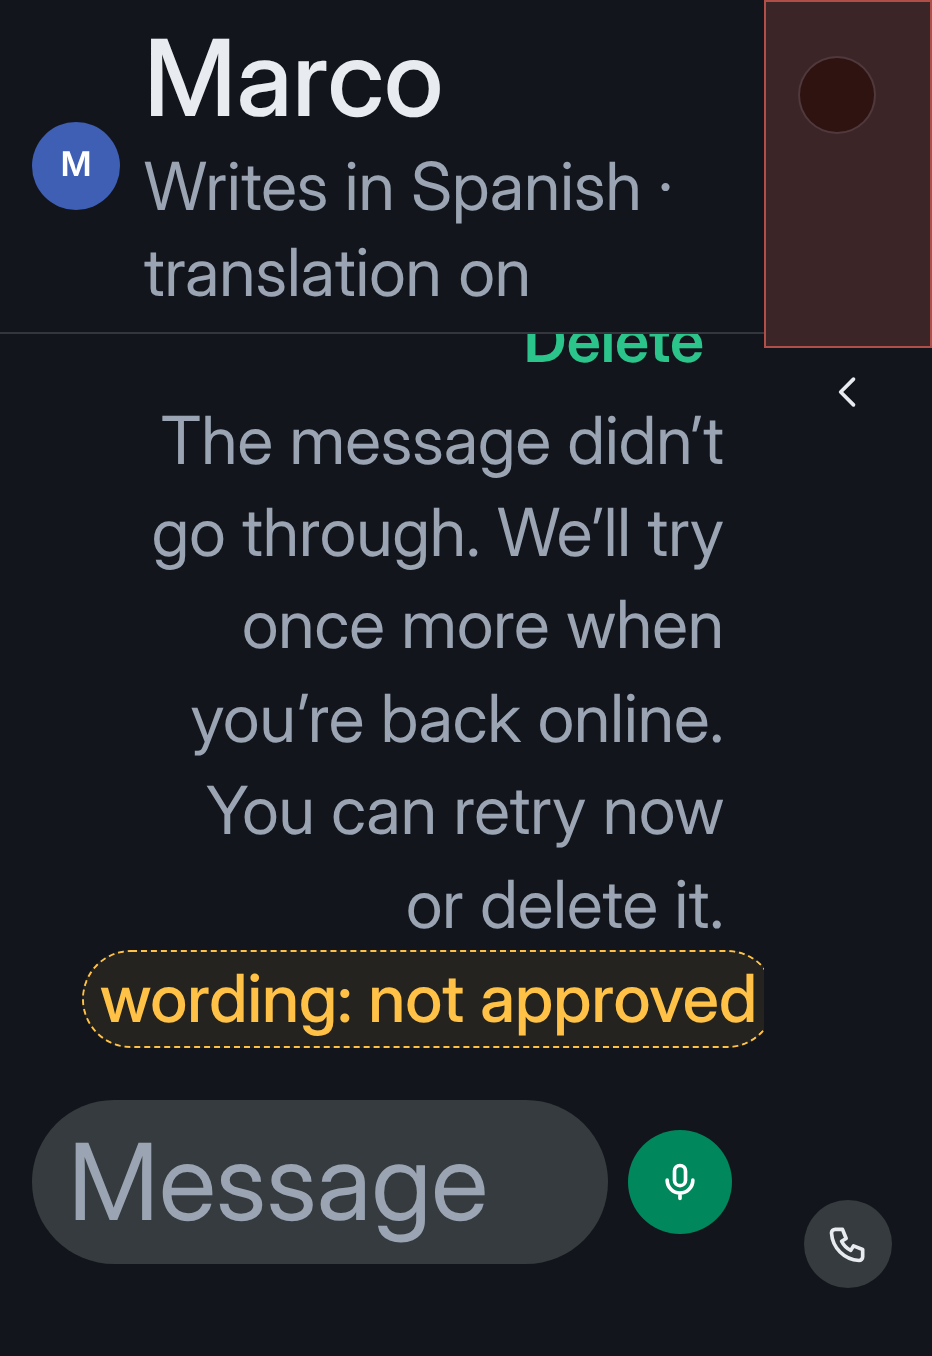 Marco
M
Writes in Spanish ·
translation on
Delete
The message didn’t
go through. We’ll try
once more when
you’re back online.
You can retry now
or delete it.
wording: not approved
Message